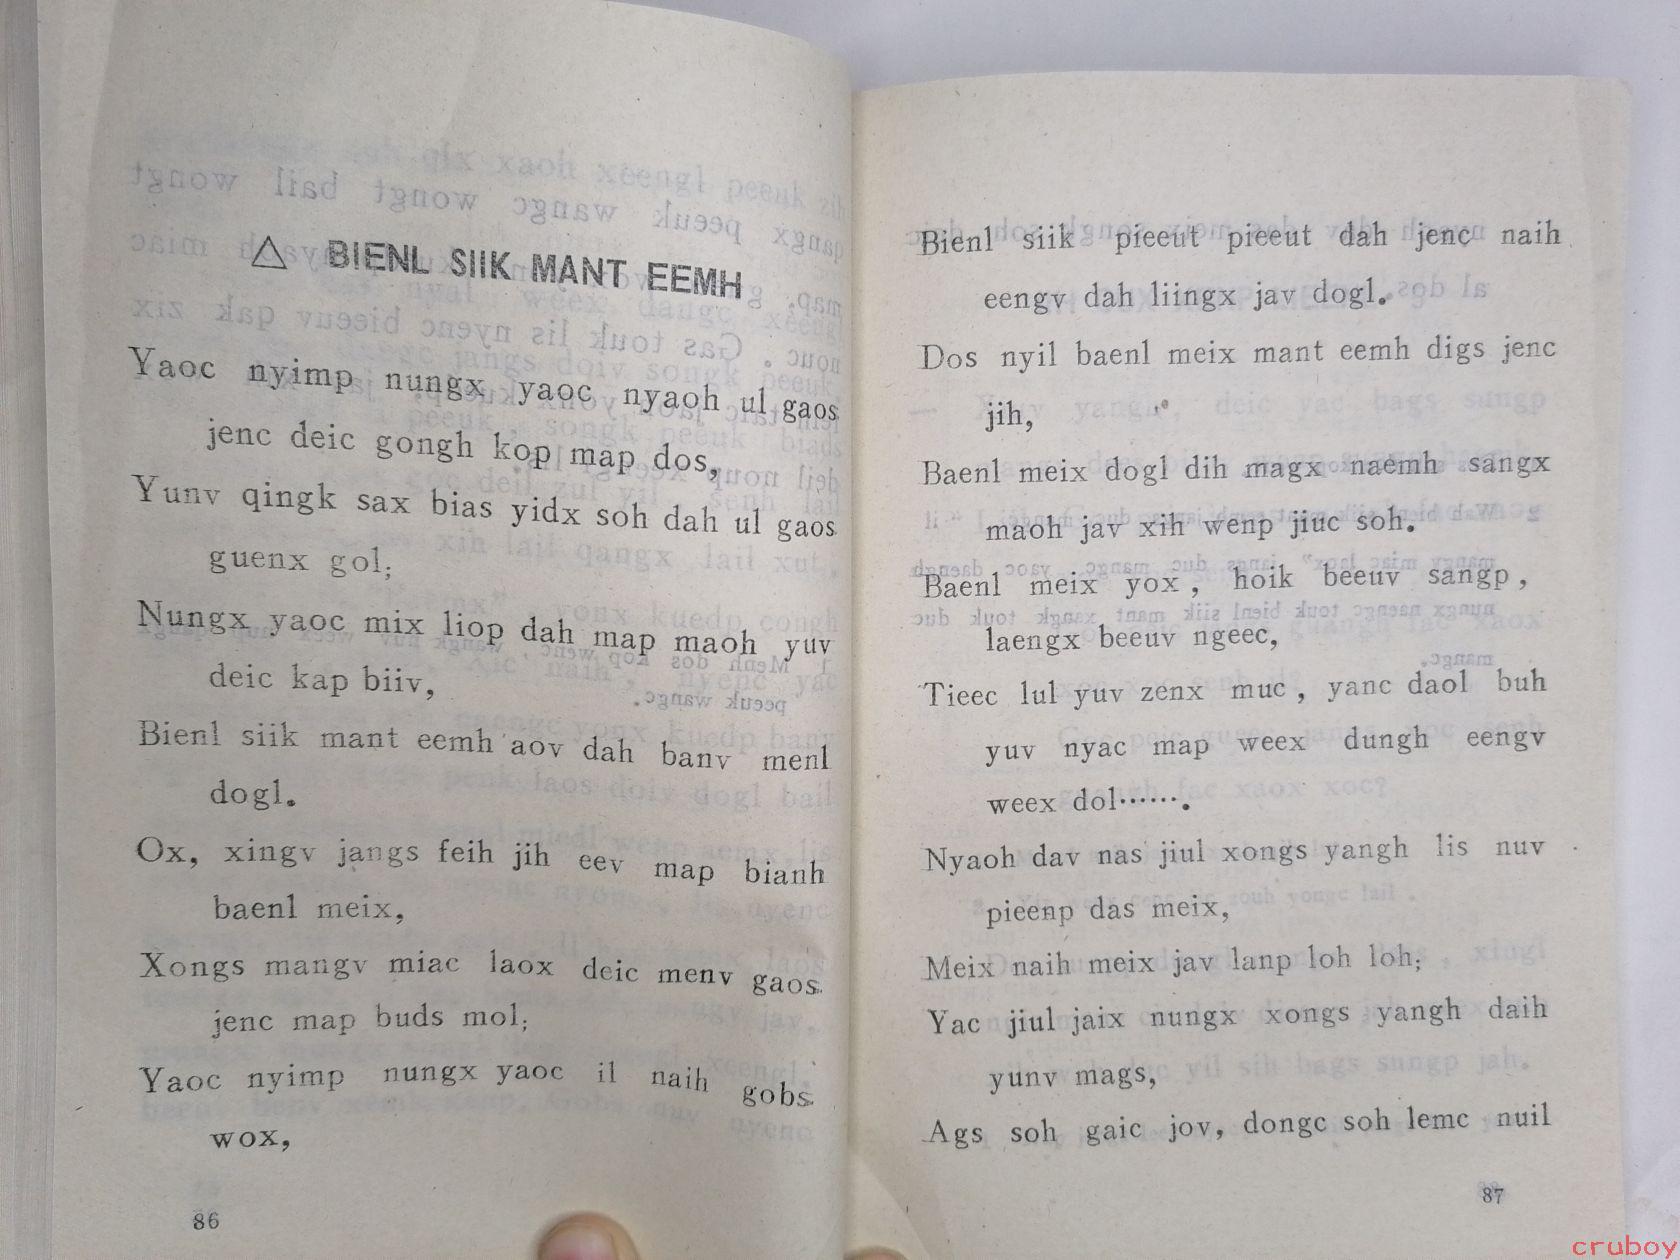 △ BIENL SIIK MANT EEMH
Yaoc nyimp nungx yaoc nyaoh ul gaos
jenc deic gongh kop map dos,
Yunv qingk sax bias yidx soh dah ul gaos
guenx gol;
Nungx yaoc mix liop dah map maoh yuv
deic kap biiv,
Bienl siik mant eemh aov dah banv menl
dogl.
Ox, xingv jangs feih jih eev map bianh
baenl meix,
Xongs mangv miac laox deic menv gaos
jenc map buds mol;
Yaoc nyimp nungx yaoc il naih gobs
wox,
86
Bienl siik pieeut pieeut dah jenc naih
eengv dah liingx jav dogl.
Dos nyil baenl meix mant eemh digs jenc
jih,
Baenl meix dogl dih magx naemh sangx
maoh jav xih wenp jiuc soh.
Baenl meix yox, hoik beeuv sangp,
laengx beeuv ngeec,
Tieec lul yuv zenx muc, yanc daol buh
yuv nyac map weex dungh eengv
weex dol…….
Nyaoh dav nas jiul xongs yangh lis nuv
pieenp das meix,
Meix naih meix jav lanp loh loh;
Yac jiul jaix nungx xongs yangh daih
yunv mags,
Ags soh gaic jov, dongc soh lemc nuil
87
cruboy